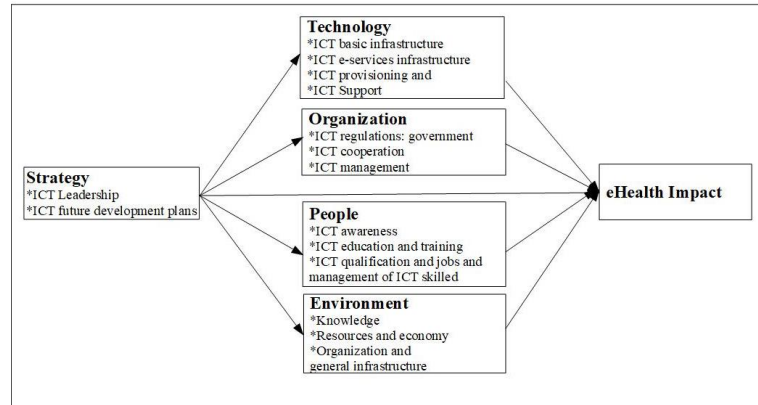 Technology
*ICT basic infrastructure
*ICT e-services infrastructure
*ICT provisioning and
*ICT Support
Organization
*ICT regulations: government
*ICT cooperation
*ICT management
Strategy
*ICT Leadership
*ICT future development plans
eHealth Impact
People
*ICT awareness
*ICT education and training
*ICT qualification and jobs and
management of ICT skilled
Environment
*Knowledge
*Resources and economy
*Organization and
general infrastructure